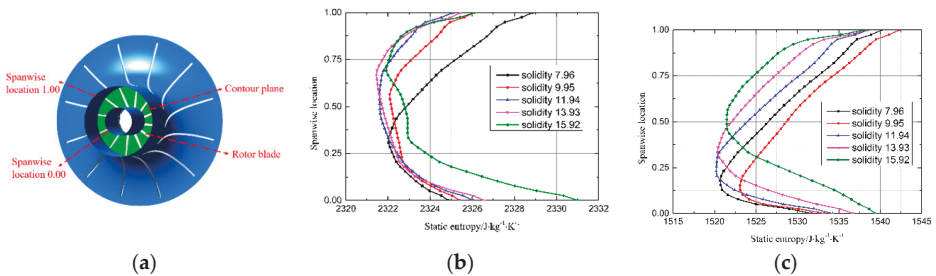 Spanwise
location 1.00
Contour plane
Rotor blade
Spanwise
location 0.00
(a)
Spanwise location
1.00
0.75
0.50
0.25
0.00
solidity 7.96
solidity 9.95
solidity 11.94
solidity 13.93
solidity 15.92
2320 2322 2324 2326 2328 2330 2332
Static entropy/J·kg⁻¹·K⁻¹
(b)
Spanwise location
1.00
0.75
0.50
0.25
0.00
solidity 7.96
solidity 9.95
solidity 11.94
solidity 13.93
solidity 15.92
1515 1520 1525 1530 1535 1540 1545
Static entropy/J·kg⁻¹·K⁻¹
(c)